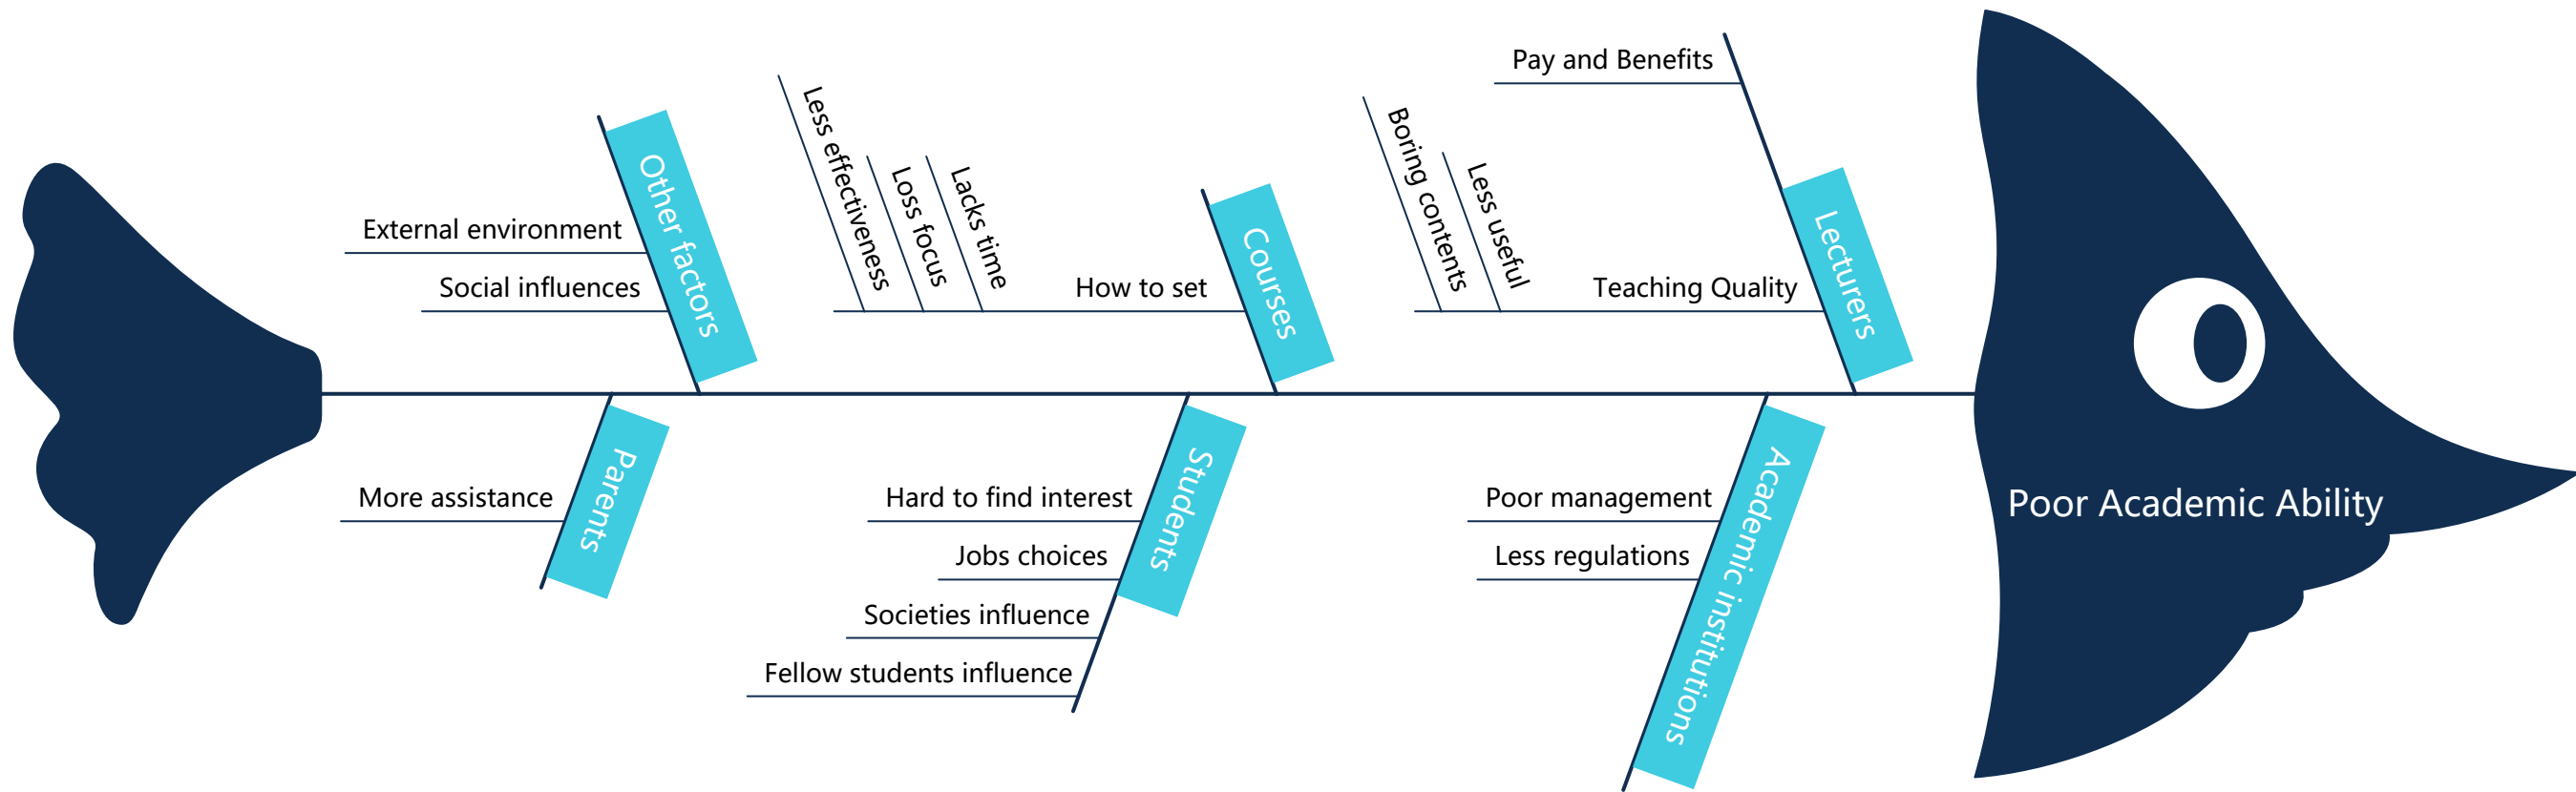 Other factors
External environment
Social influences
Less effectiveness
Loss focus
Lacks time
How to set
Courses
Boring contents
Less useful
Teaching Quality
Pay and Benefits
Lecturers
Parents
More assistance
Students
Hard to find interest
Jobs choices
Societies influence
Fellow students influence
Academic institutions
Poor management
Less regulations
Poor Academic Ability